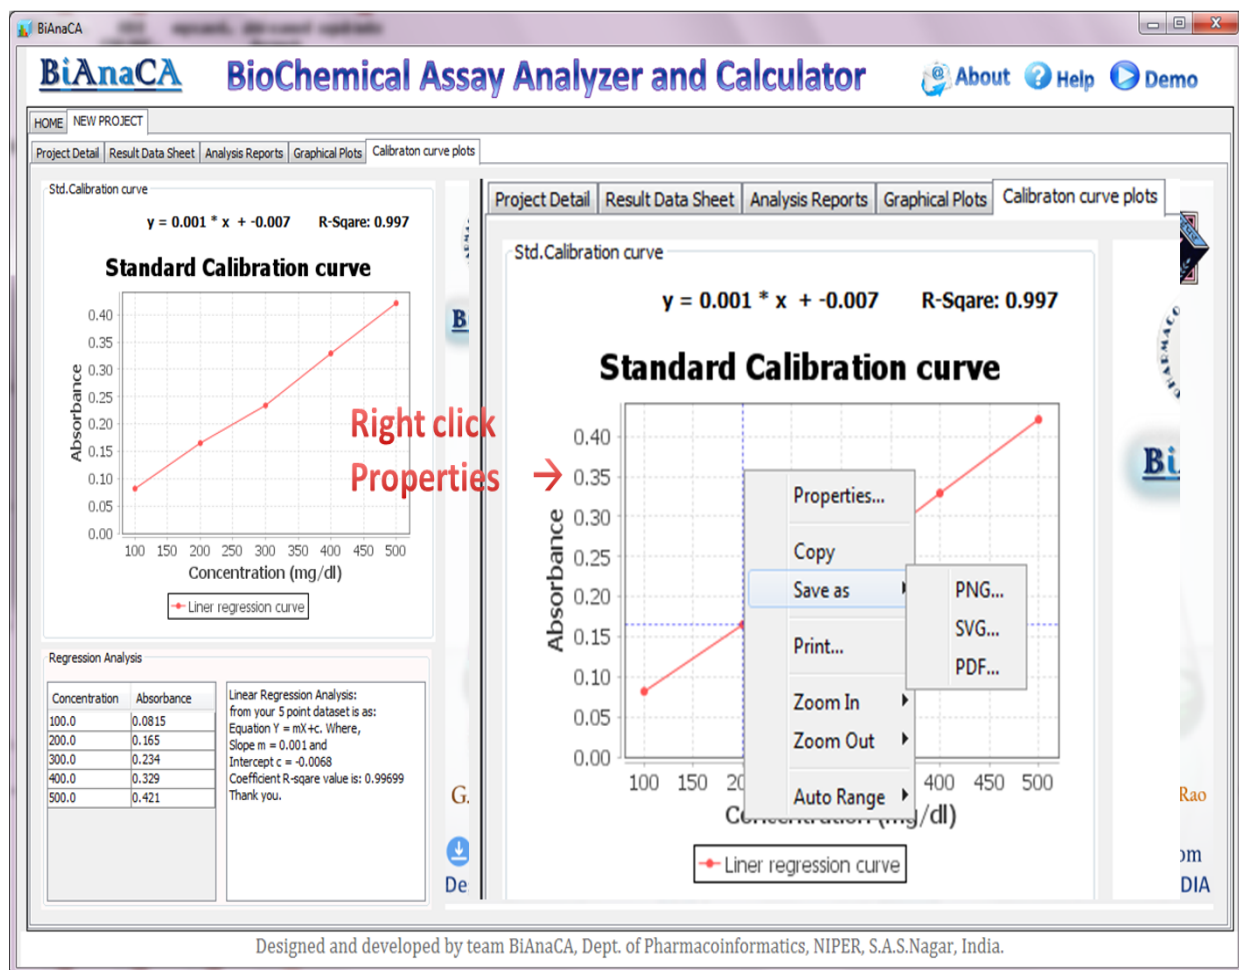 BiAnaCA
BiAnaCA BioChemical Assay Analyzer and Calculator About Help Demo
HOME NEW PROJECT
Project Detail Result Data Sheet Analysis Reports Graphical Plots Calibraton curve plots
Std.Calibration curve
y = 0.001 * x + -0.007 R-Sqare: 0.997
Standard Calibration curve
0.40
0.35
0.30
0.25
0.20
0.15
0.10
0.05
0.00
Absorbance
100 150 200 250 300 350 400 450 500
Concentration (mg/dl)
Liner regression curve
Regression Analysis
Concentration Absorbance
100.0 0.0815
200.0 0.165
300.0 0.234
400.0 0.329
500.0 0.421
Linear Regression Analysis:
from your 5 point dataset is as:
Equation Y = mX+c. Where,
Slope m = 0.001 and
Intercept c = -0.0068
Coefficient R-sqare value is: 0.99699
Thank you.
Right click
Properties →
Project Detail Result Data Sheet Analysis Reports Graphical Plots Calibraton curve plots
Std.Calibration curve
y = 0.001 * x + -0.007 R-Sqare: 0.997
Standard Calibration curve
0.40
0.35
0.30
0.25
0.20
0.15
0.10
0.05
0.00
Absorbance
100 150 20 400 450 500
(mg/dl)
Liner regression curve
Properties...
Copy
Save as
Print...
Zoom In
Zoom Out
Auto Range
PNG...
SVG...
PDF...
B
Bi
PHARMACO
G.
De
Rao
om
DIA
Designed and developed by team BiAnaCA, Dept. of Pharmacoinformatics, NIPER, S.A.S.Nagar, India.